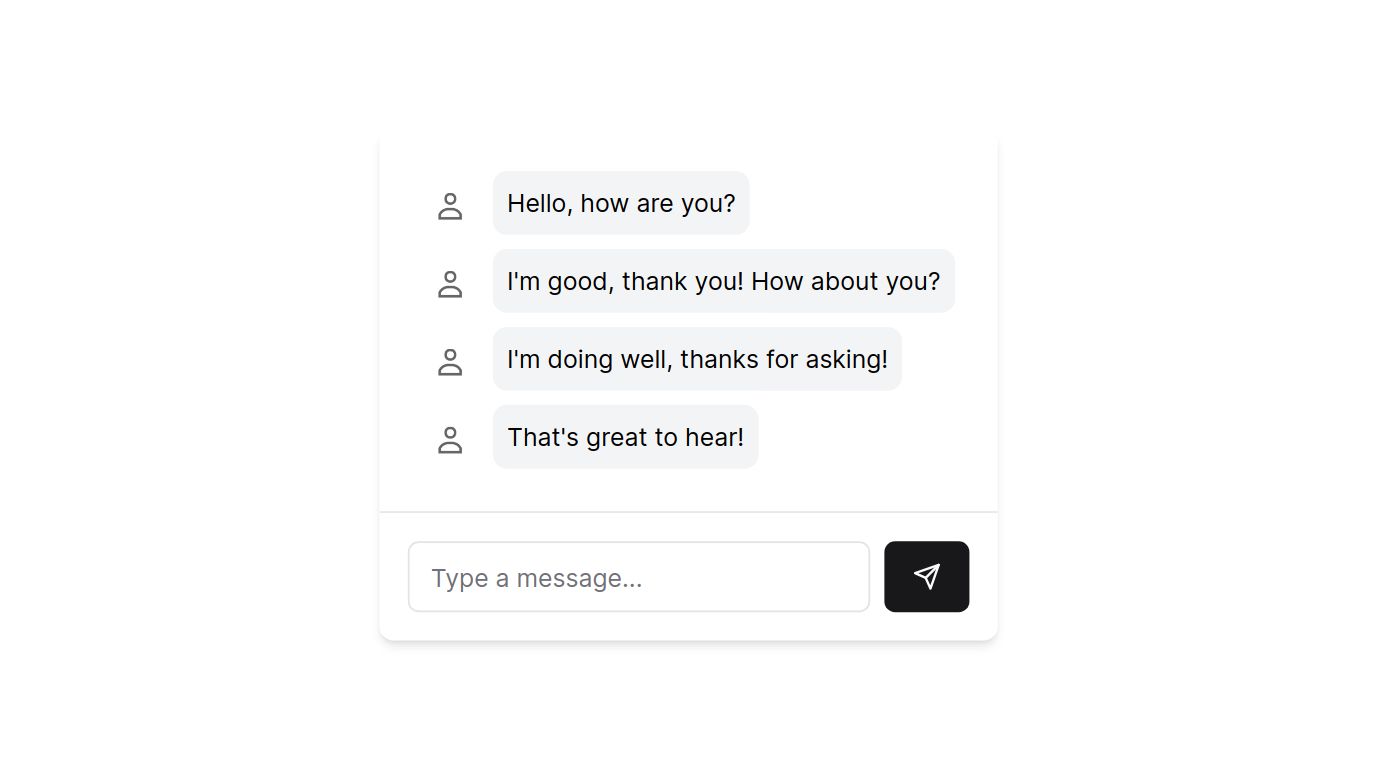 Hello, how are you?
I'm good, thank you! How about you?
I'm doing well, thanks for asking!
That's great to hear!
Type a message...